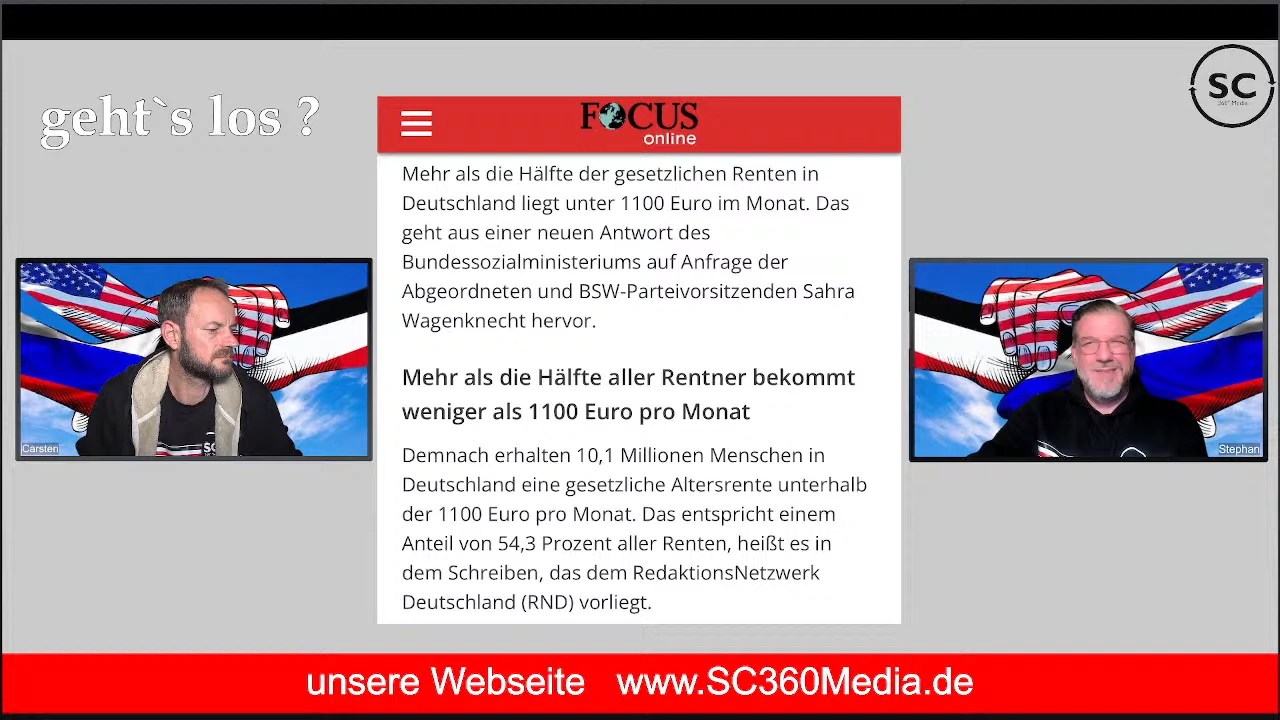 geht`s los ?
SC
360° Media
FOCUS
online
Mehr als die Hälfte der gesetzlichen Renten in
Deutschland liegt unter 1100 Euro im Monat. Das
geht aus einer neuen Antwort des
Bundessozialministeriums auf Anfrage der
Abgeordneten und BSW-Parteivorsitzenden Sahra
Wagenknecht hervor.
Mehr als die Hälfte aller Rentner bekommt
weniger als 1100 Euro pro Monat
Demnach erhalten 10,1 Millionen Menschen in
Deutschland eine gesetzliche Altersrente unterhalb
der 1100 Euro pro Monat. Das entspricht einem
Anteil von 54,3 Prozent aller Renten, heißt es in
dem Schreiben, das dem RedaktionsNetzwerk
Deutschland (RND) vorliegt.
Carsten
Stephan
unsere Webseite www.SC360Media.de